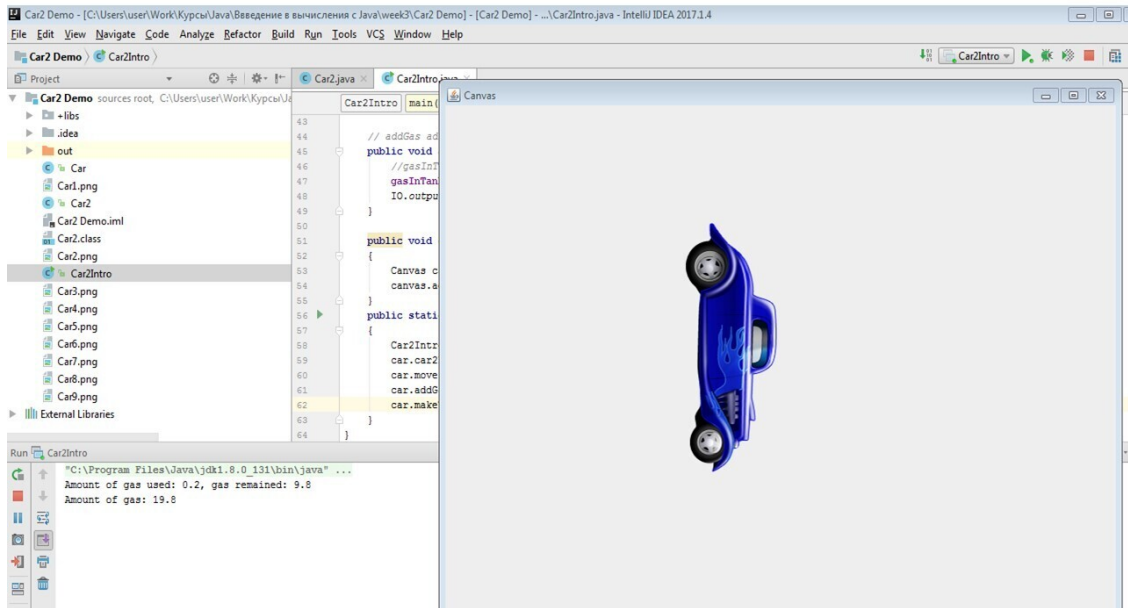 Car2 Demo - [C:\Users\user\Work\Курсы\Java\Ввведение в вычисления с Java\week3\Car2 Demo] - [Car2 Demo] - ...\Car2Intro.java - IntelliJ IDEA 2017.1.4
File Edit View Navigate Code Analyze Refactor Build Run Tools VCS Window Help
Car2 Demo Car2Intro
Car2Intro
Project
Car2.java Car2Intro.java
Car2 Demo sources root, C:\Users\user\Work\Курсы\Ja
+libs
.idea
out
Car
Car1.png
Car2
Car2 Demo.iml
Car2.class
Car2.png
Car2Intro
Car3.png
Car4.png
Car5.png
Car6.png
Car7.png
Car8.png
Car9.png
External Libraries
Car2Intro main(
43
44 // addGas ad
45 public void
46 //gasInT
47 gasInTan
48 IO.outpu
49 }
50
51 public void
52 {
53 Canvas c
54 canvas.a
55 }
56 public stati
57 {
58 Car2Intr
59 car.car2
60 car.move
61 car.addG
62 car.make
63 }
64 }
Canvas
Run Car2Intro
"C:\Program Files\Java\jdk1.8.0_131\bin\java" ...
Amount of gas used: 0.2, gas remained: 9.8
Amount of gas: 19.8